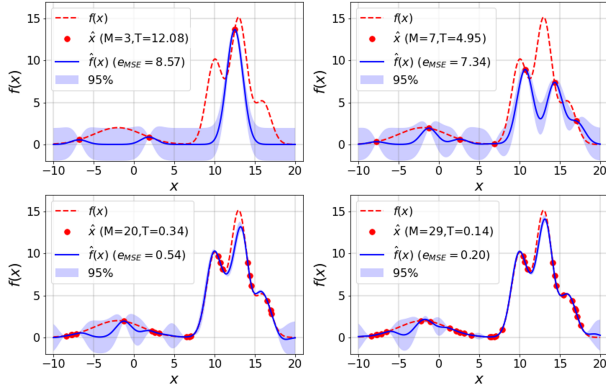 f(x)
x̂ (M=3,T=12.08)
f̂(x) (e_MSE = 8.57)
95%
f(x)
15
10
5
0
−10 −5 0 5 10 15 20
x
f(x)
x̂ (M=7,T=4.95)
f̂(x) (e_MSE = 7.34)
95%
f(x)
15
10
5
0
−10 −5 0 5 10 15 20
x
f(x)
x̂ (M=20,T=0.34)
f̂(x) (e_MSE = 0.54)
95%
f(x)
15
10
5
0
−10 −5 0 5 10 15 20
x
f(x)
x̂ (M=29,T=0.14)
f̂(x) (e_MSE = 0.20)
95%
f(x)
15
10
5
0
−10 −5 0 5 10 15 20
x